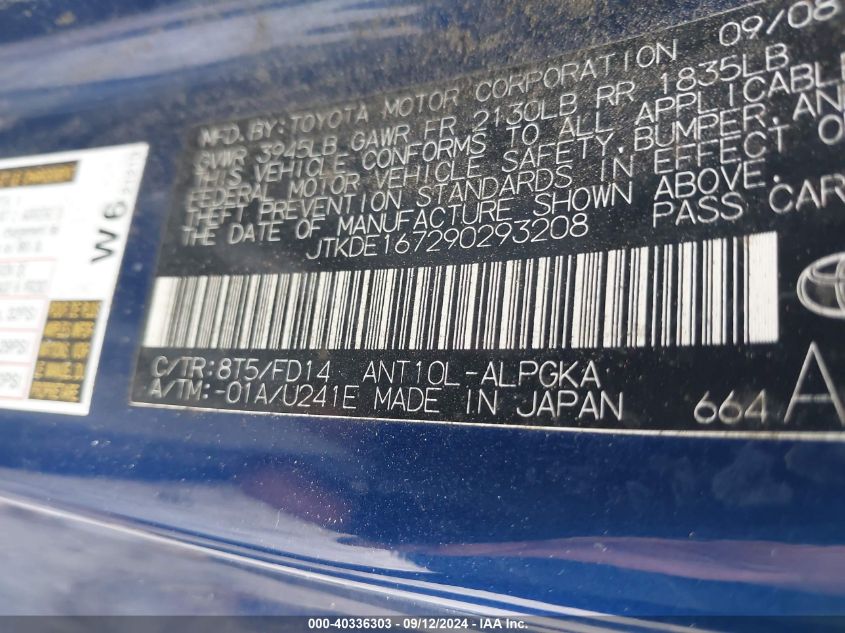 09/08
MFD.BY:TOYOTA MOTOR CORPORATION
GVWR 3945LB GAWR FR 2130LB RR 1835LB
THIS VEHICLE CONFORMS TO ALL APPLICABLE
FEDERAL MOTOR VEHICLE SAFETY,BUMPER,AND
THEFT PREVENTION STANDARDS IN EFFECT O
THE DATE OF MANUFACTURE SHOWN ABOVE.
JTKDE167290293208 PASS CAR
C/TR:8T5/FD14 ANT10L-ALPGKA
A/TM:-01A/U241E MADE IN JAPAN
664 A
W6
000-40336303 - 09/12/2024 - IAA Inc.